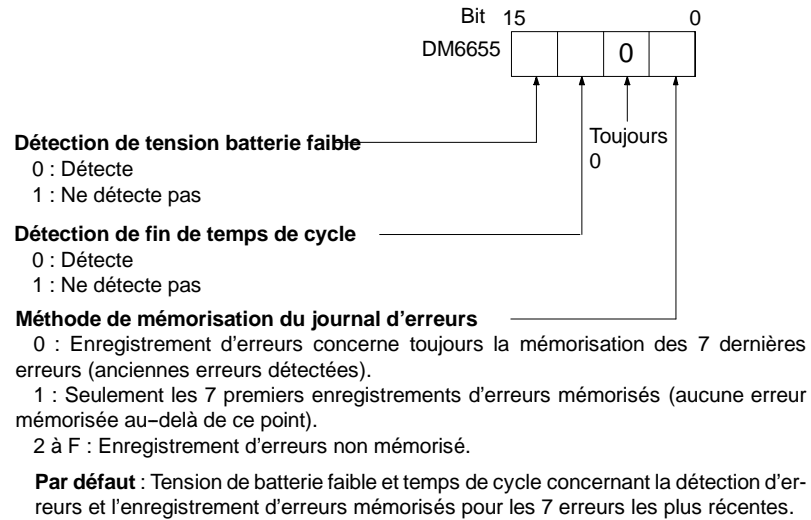 Bit 15 0
DM6655 0
Toujours
0
Détection de tension batterie faible
0 : Détecte
1 : Ne détecte pas
Détection de fin de temps de cycle
0 : Détecte
1 : Ne détecte pas
Méthode de mémorisation du journal d'erreurs
0 : Enregistrement d'erreurs concerne toujours la mémorisation des 7 dernières
erreurs (anciennes erreurs détectées).
1 : Seulement les 7 premiers enregistrements d'erreurs mémorisés (aucune erreur
mémorisée au-delà de ce point).
2 à F : Enregistrement d'erreurs non mémorisé.
Par défaut : Tension de batterie faible et temps de cycle concernant la détection d'er-
reurs et l'enregistrement d'erreurs mémorisés pour les 7 erreurs les plus récentes.